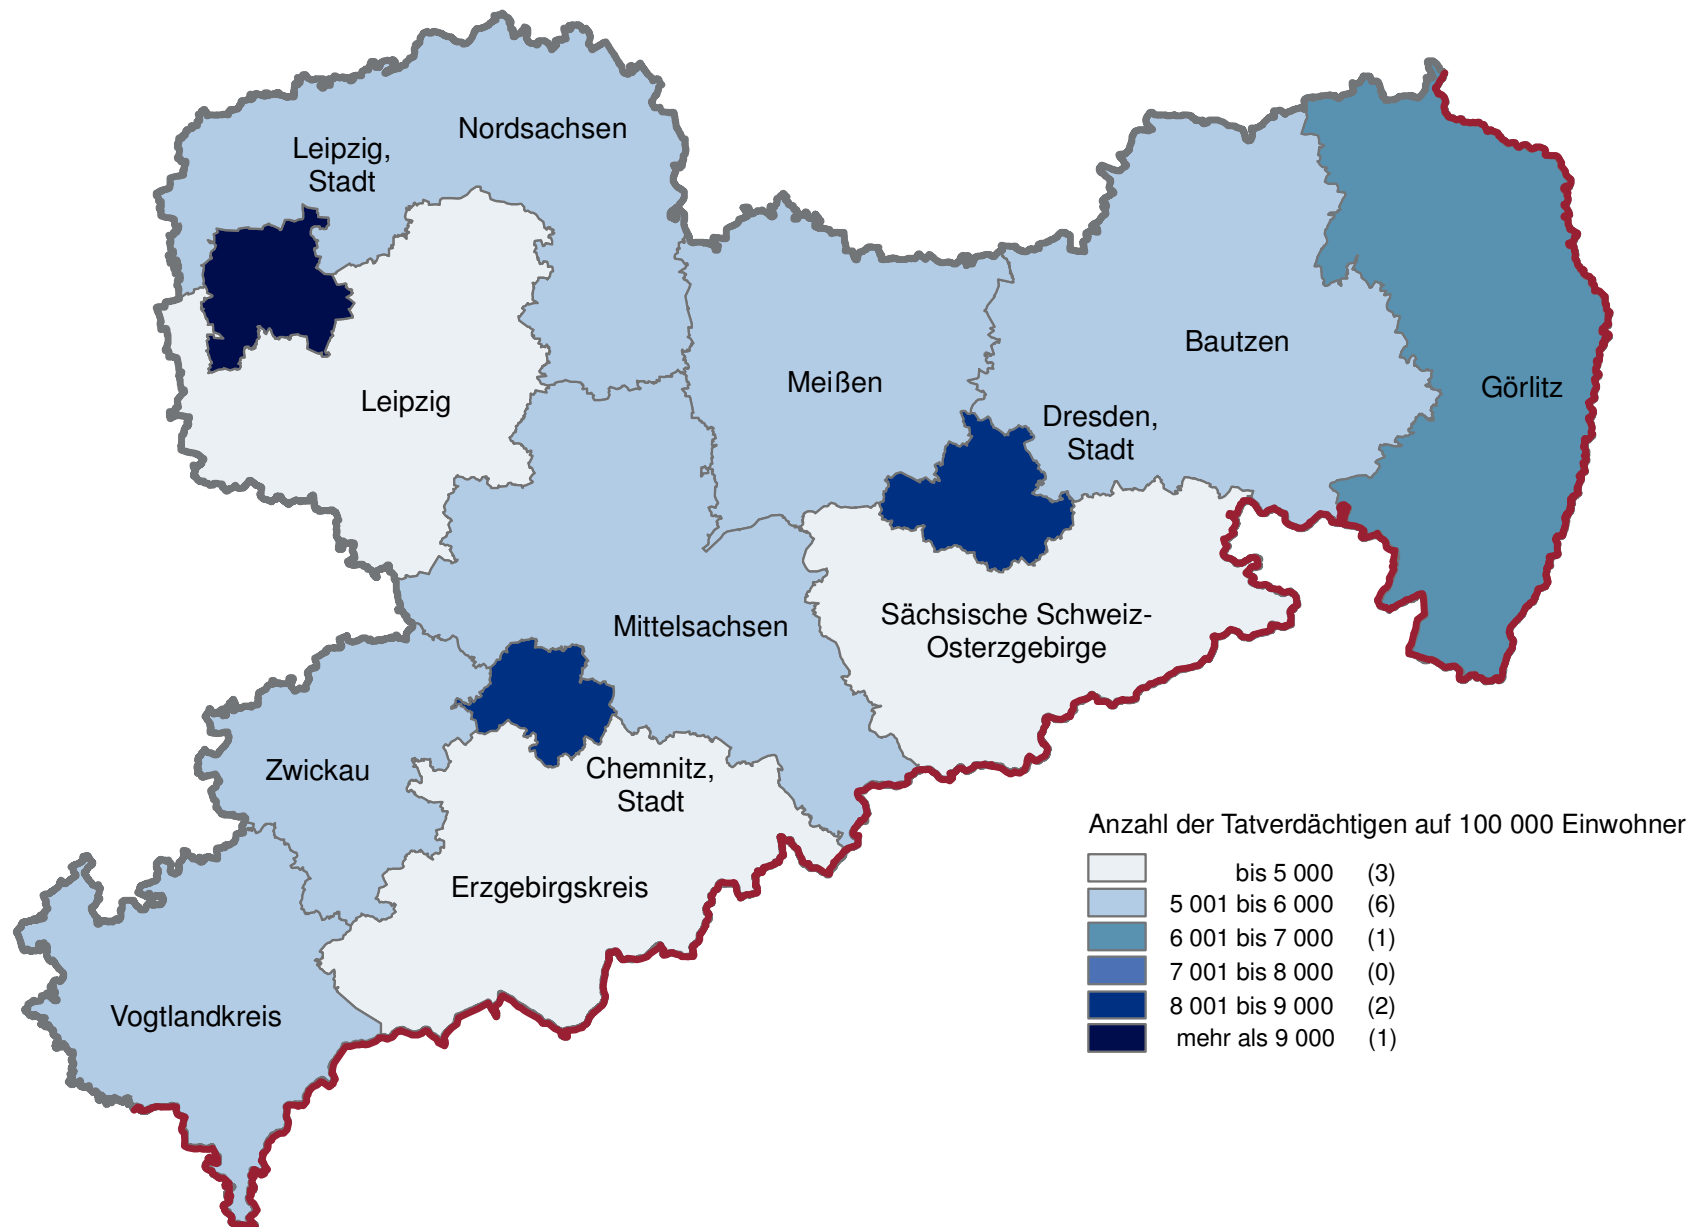 Nordsachsen
Leipzig,
Stadt
Bautzen
Meißen
Görlitz
Leipzig
Dresden,
Stadt
Sächsische Schweiz-
Osterzgebirge
Mittelsachsen
Zwickau
Chemnitz,
Stadt
Erzgebirgskreis
Vogtlandkreis
Anzahl der Tatverdächtigen auf 100 000 Einwohner
bis 5 000 (3)
5 001 bis 6 000 (6)
6 001 bis 7 000 (1)
7 001 bis 8 000 (0)
8 001 bis 9 000 (2)
mehr als 9 000 (1)